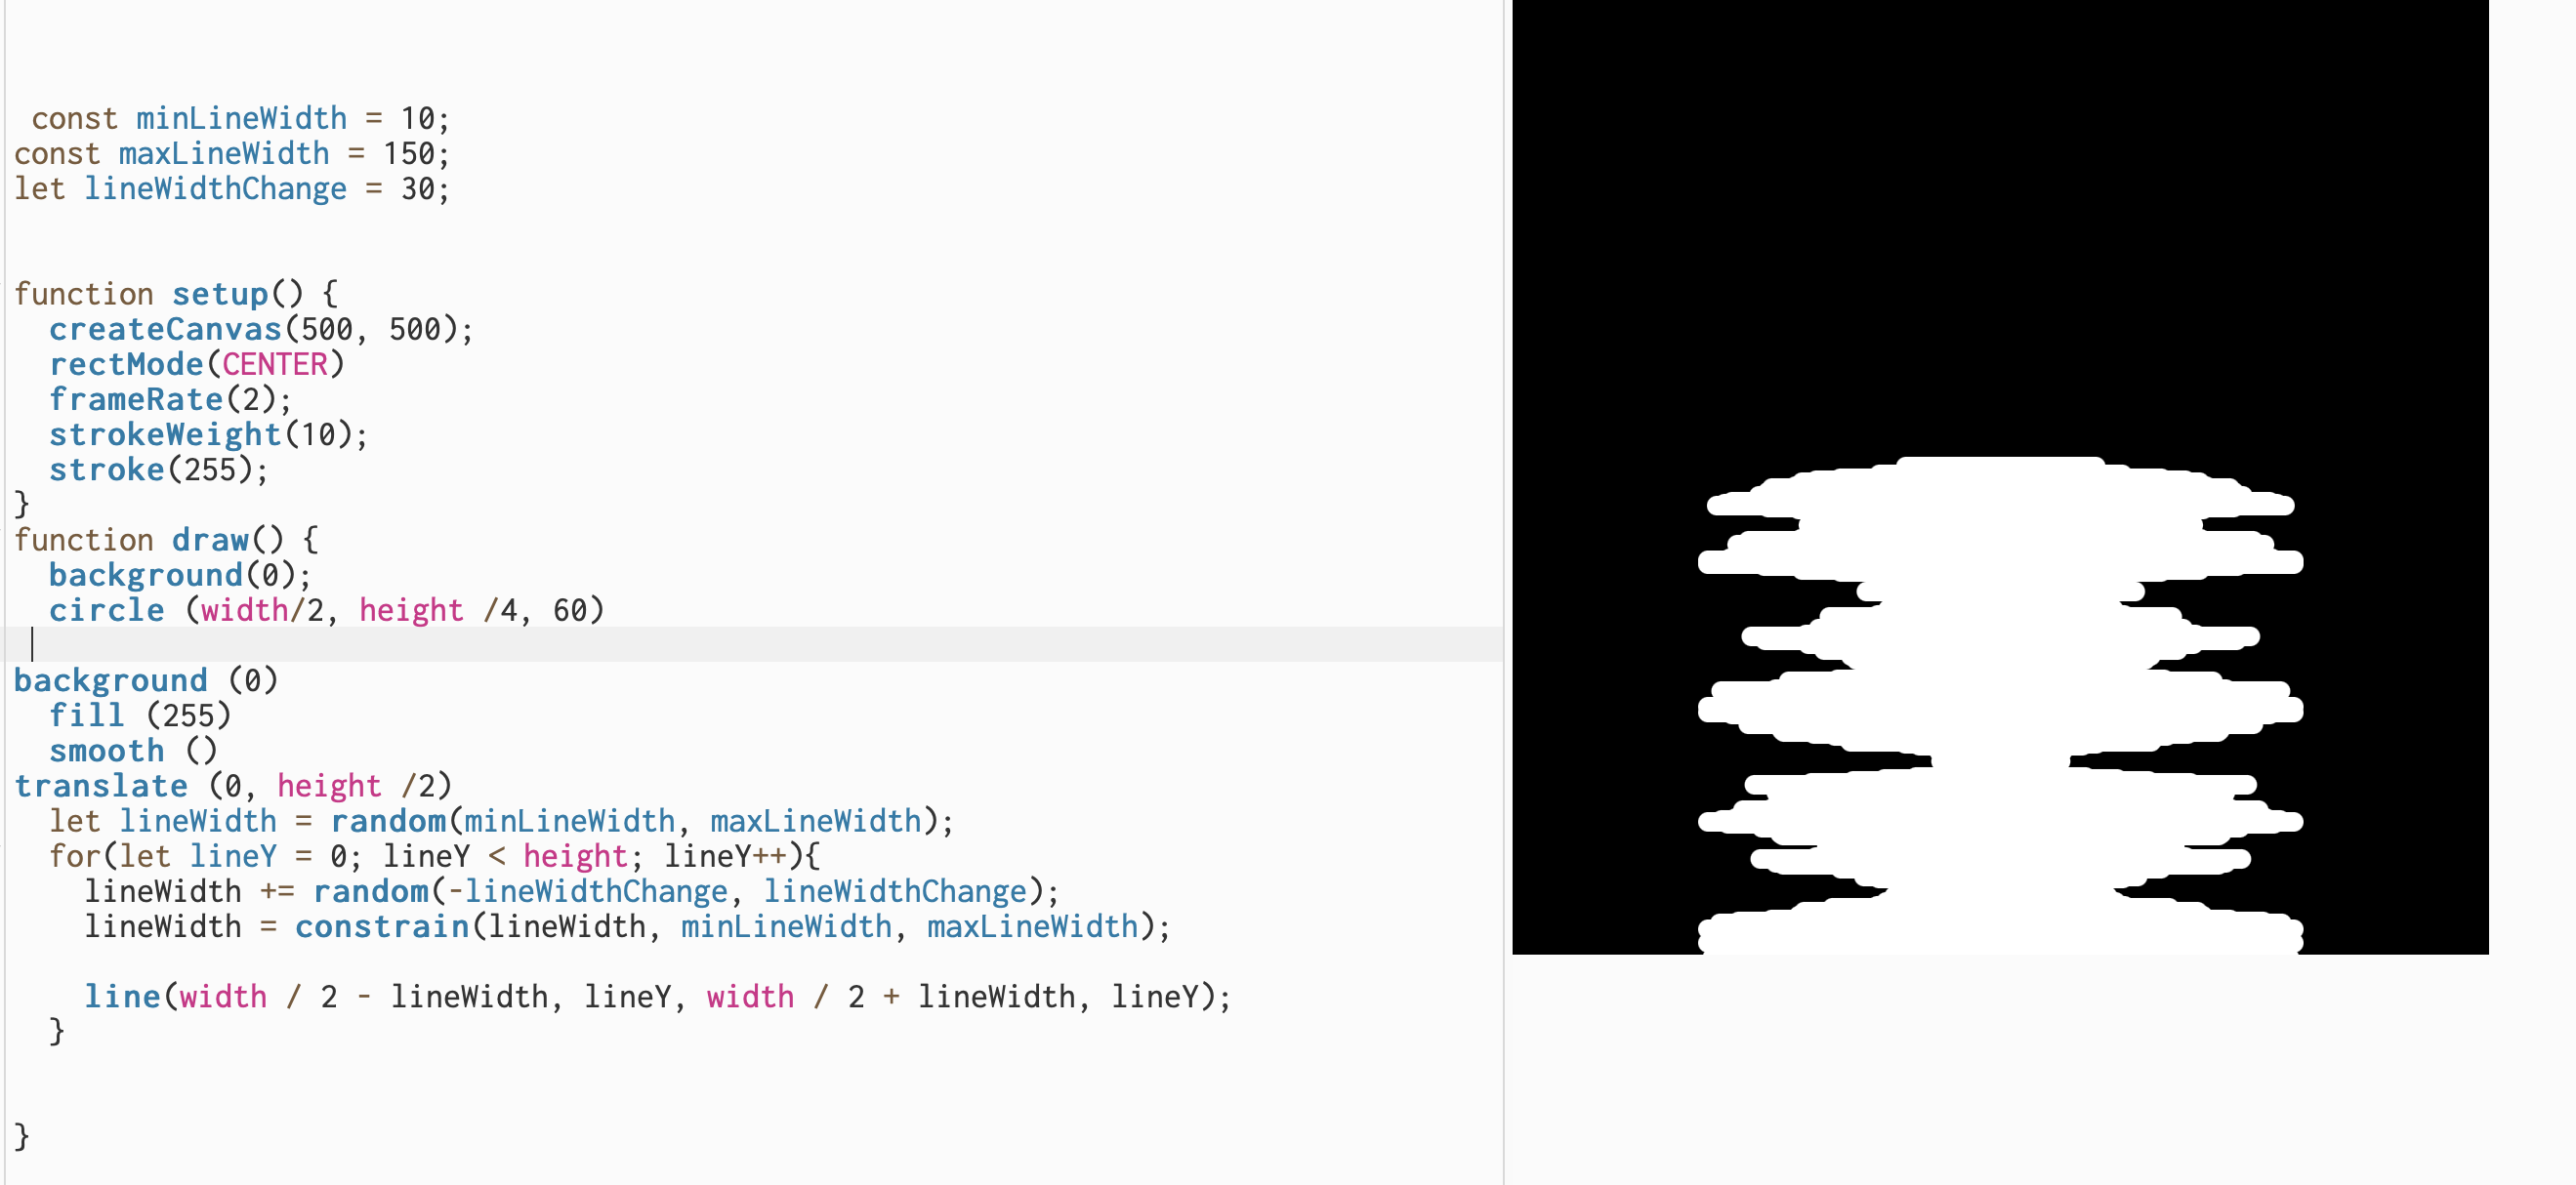 const minLineWidth = 10;
const maxLineWidth = 150;
let lineWidthChange = 30;
function setup() {
createCanvas(500, 500);
rectMode(CENTER)
frameRate(2);
strokeWeight(10);
stroke(255);
}
function draw() {
background(0);
circle (width/2, height /4, 60)
background (0)
fill (255)
smooth ()
translate (0, height /2)
let lineWidth = random(minLineWidth, maxLineWidth);
for(let lineY = 0; lineY < height; lineY++){
lineWidth += random(-lineWidthChange, lineWidthChange);
lineWidth = constrain(lineWidth, minLineWidth, maxLineWidth);
line(width / 2 - lineWidth, lineY, width / 2 + lineWidth, lineY);
}
}